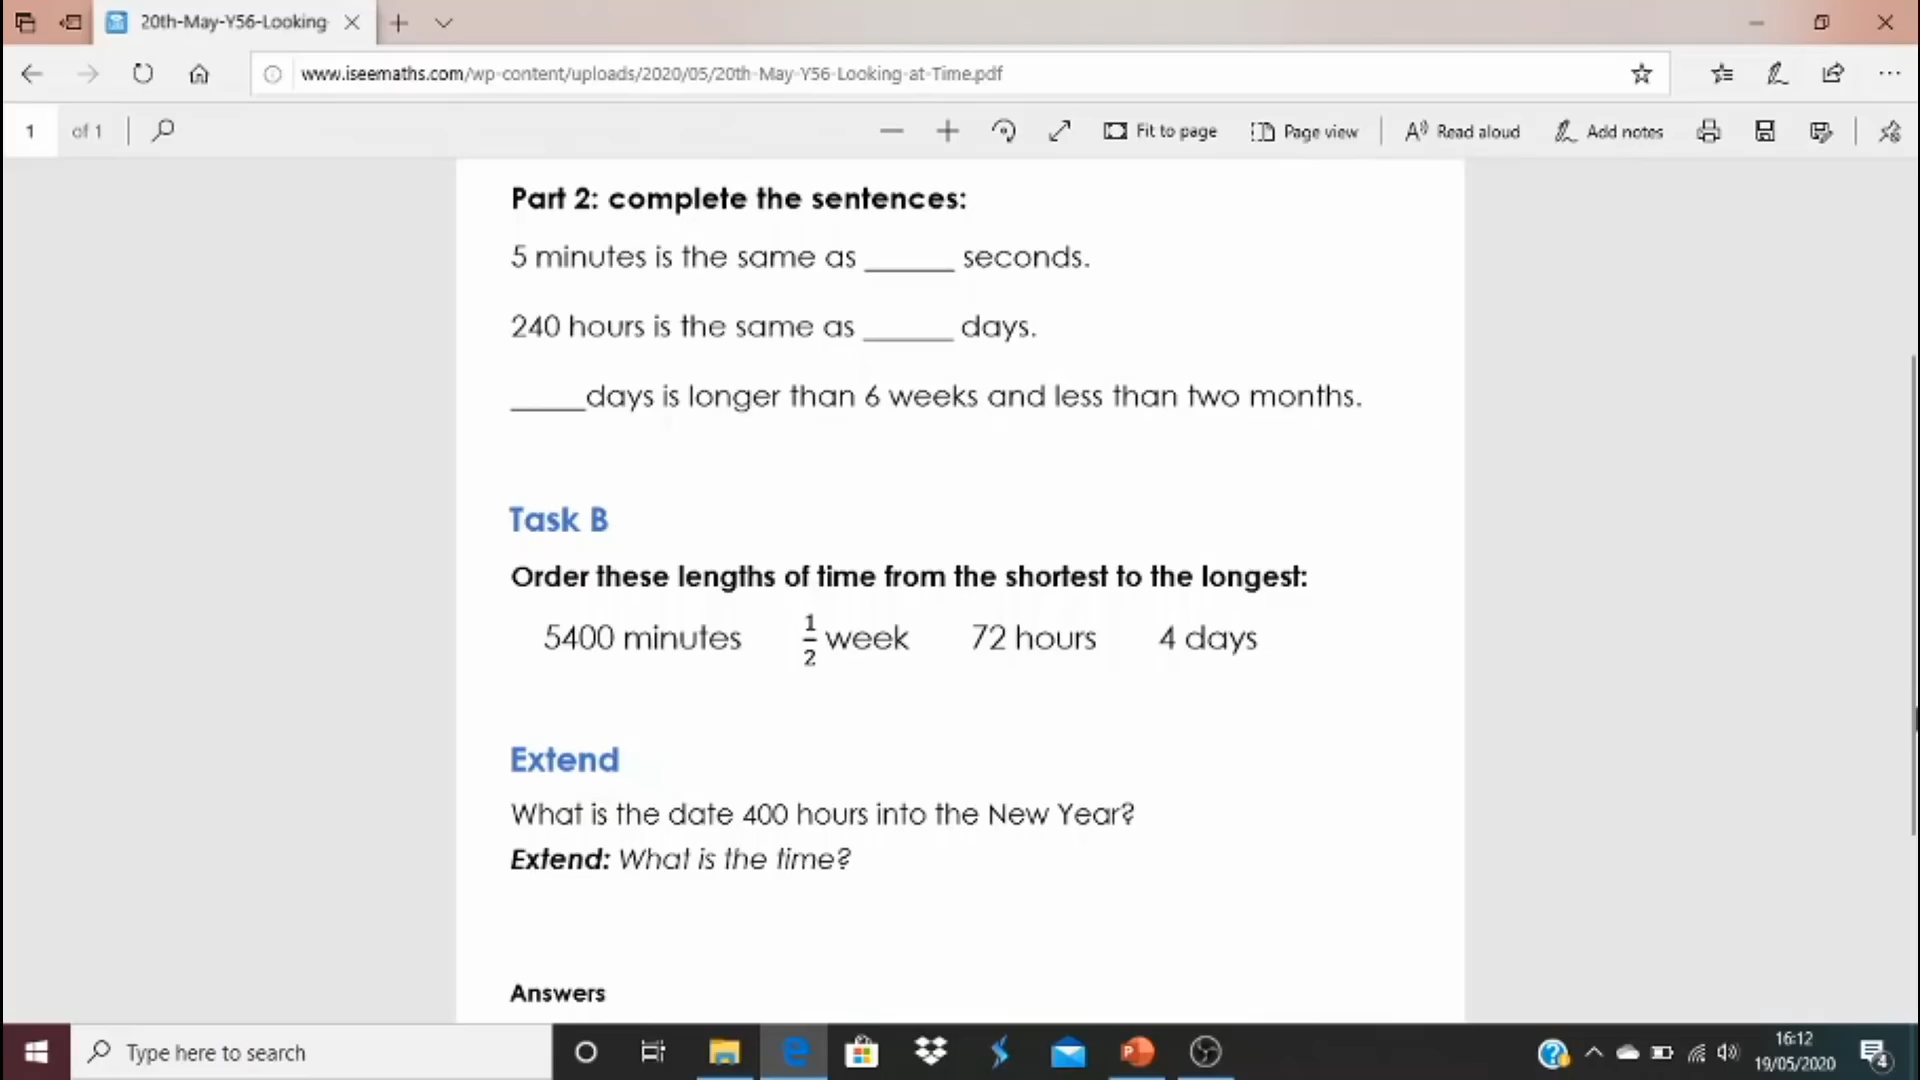 20th-May-Y56-Looking
www.iseemaths.com/wp-content/uploads/2020/05/20th-May-Y56-Looking-at-Time.pdf
1 of 1 Fit to page Page view Read aloud Add notes
Part 2: complete the sentences:
5 minutes is the same as ______ seconds.
240 hours is the same as ______ days.
_____days is longer than 6 weeks and less than two months.
Task B
Order these lengths of time from the shortest to the longest:
5400 minutes 1/2 week 72 hours 4 days
Extend
What is the date 400 hours into the New Year?
Extend: What is the time?
Answers
Type here to search
16:12
19/05/2020
4